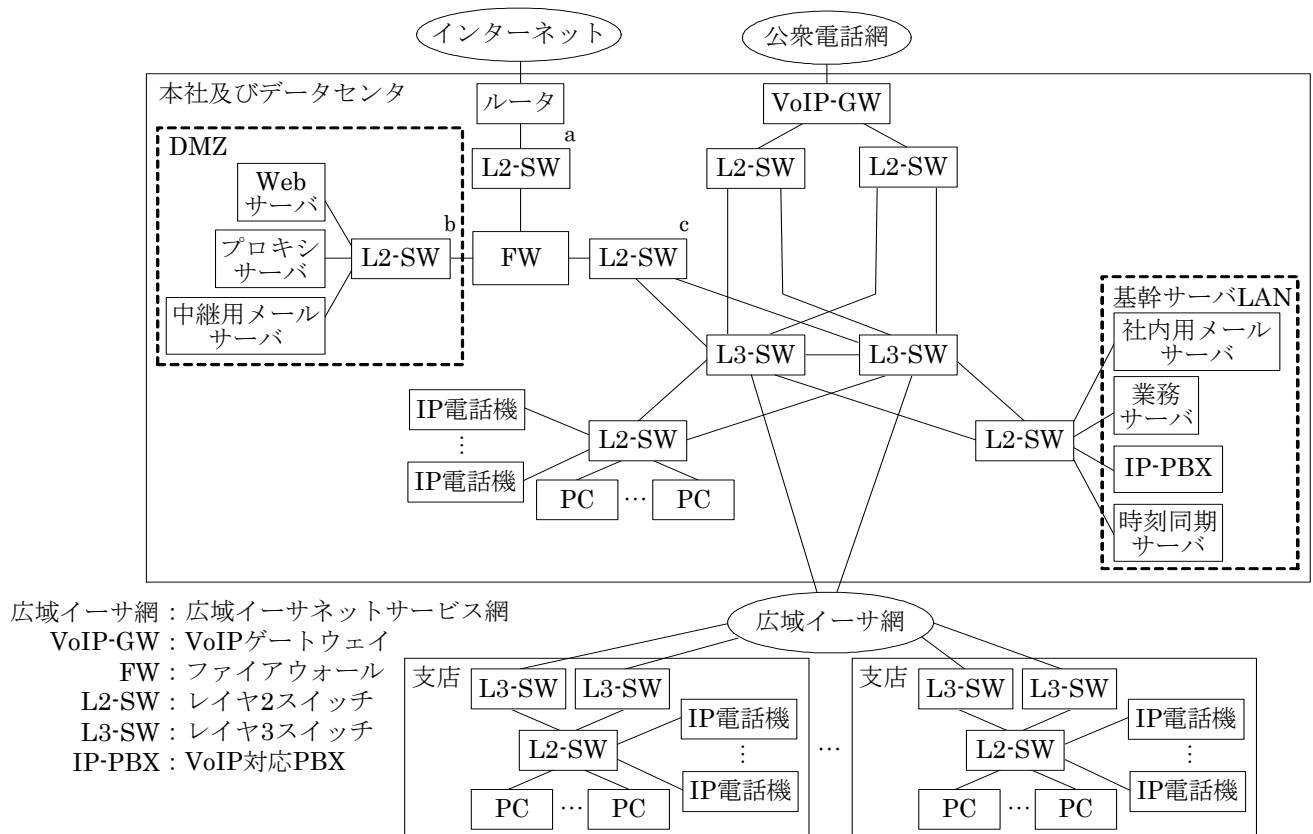 インターネット
公衆電話網
本社及びデータセンタ
ルータ
VoIP-GW
DMZ
a
L2-SW
L2-SW
L2-SW
Web
サーバ
プロキシ
サーバ
中継用メール
サーバ
b
L2-SW
FW
c
L2-SW
基幹サーバLAN
社内用メール
サーバ
業務
サーバ
IP-PBX
時刻同期
サーバ
L3-SW
L3-SW
IP電話機
⋮
IP電話機
L2-SW
L2-SW
PC
…
PC
広域イーサ網
広域イーサ網：広域イーサネットサービス網
VoIP-GW：VoIPゲートウェイ
FW：ファイアウォール
L2-SW：レイヤ2スイッチ
L3-SW：レイヤ3スイッチ
IP-PBX：VoIP対応PBX
支店
L3-SW
L3-SW
L2-SW
IP電話機
⋮
IP電話機
PC
…
PC
…
支店
L3-SW
L3-SW
L2-SW
IP電話機
⋮
IP電話機
PC
…
PC